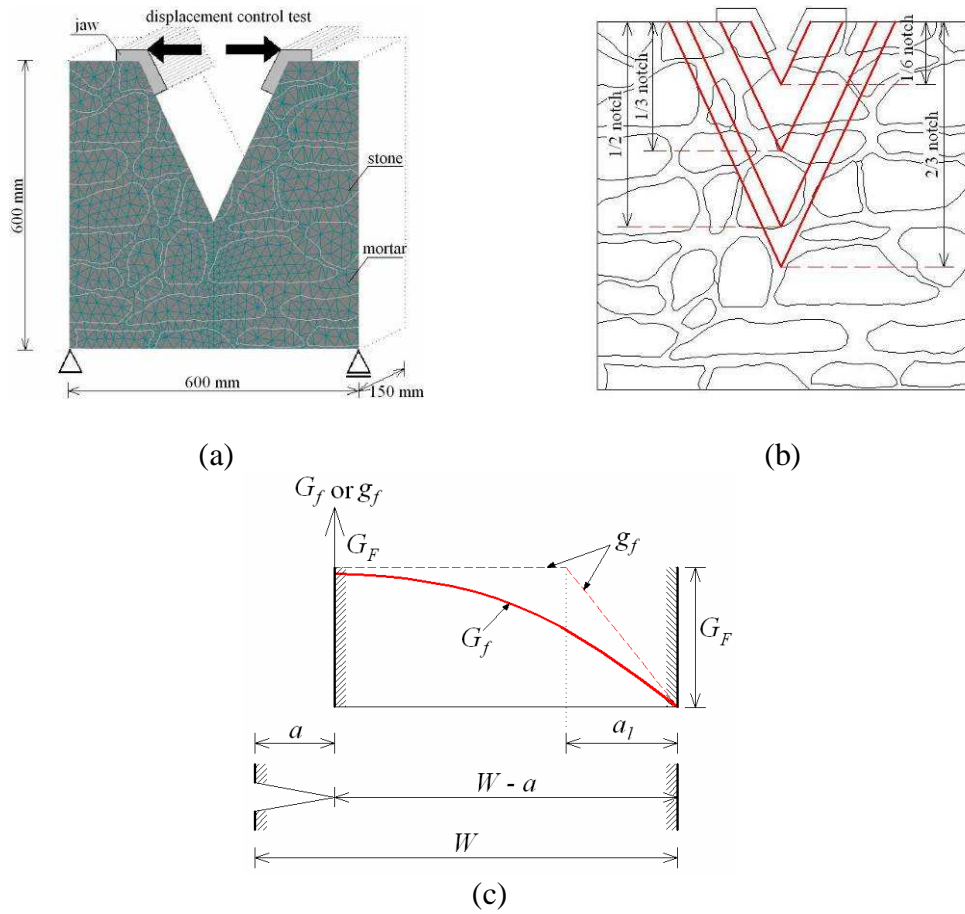 displacement control test
jaw
600 mm
stone
mortar
600 mm
150 mm
(a)
1/2 notch
1/3 notch
1/6 notch
2/3 notch
(b)
G_f or g_f
G_F
g_f
G_f
G_F
a
a_l
W - a
W
(c)